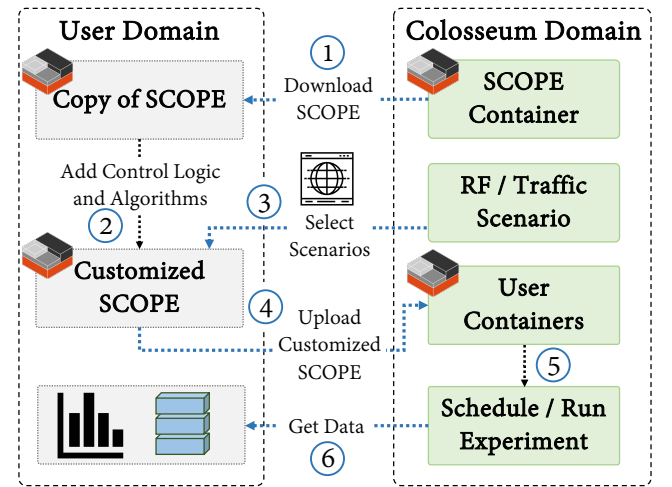 User Domain
Colosseum Domain
1
Download
SCOPE
Copy of SCOPE
SCOPE
Container
Add Control Logic
and Algorithms
2
3
Select
Scenarios
RF / Traffic
Scenario
Customized
SCOPE
4
Upload
Customized
SCOPE
User
Containers
5
Get Data
6
Schedule / Run
Experiment